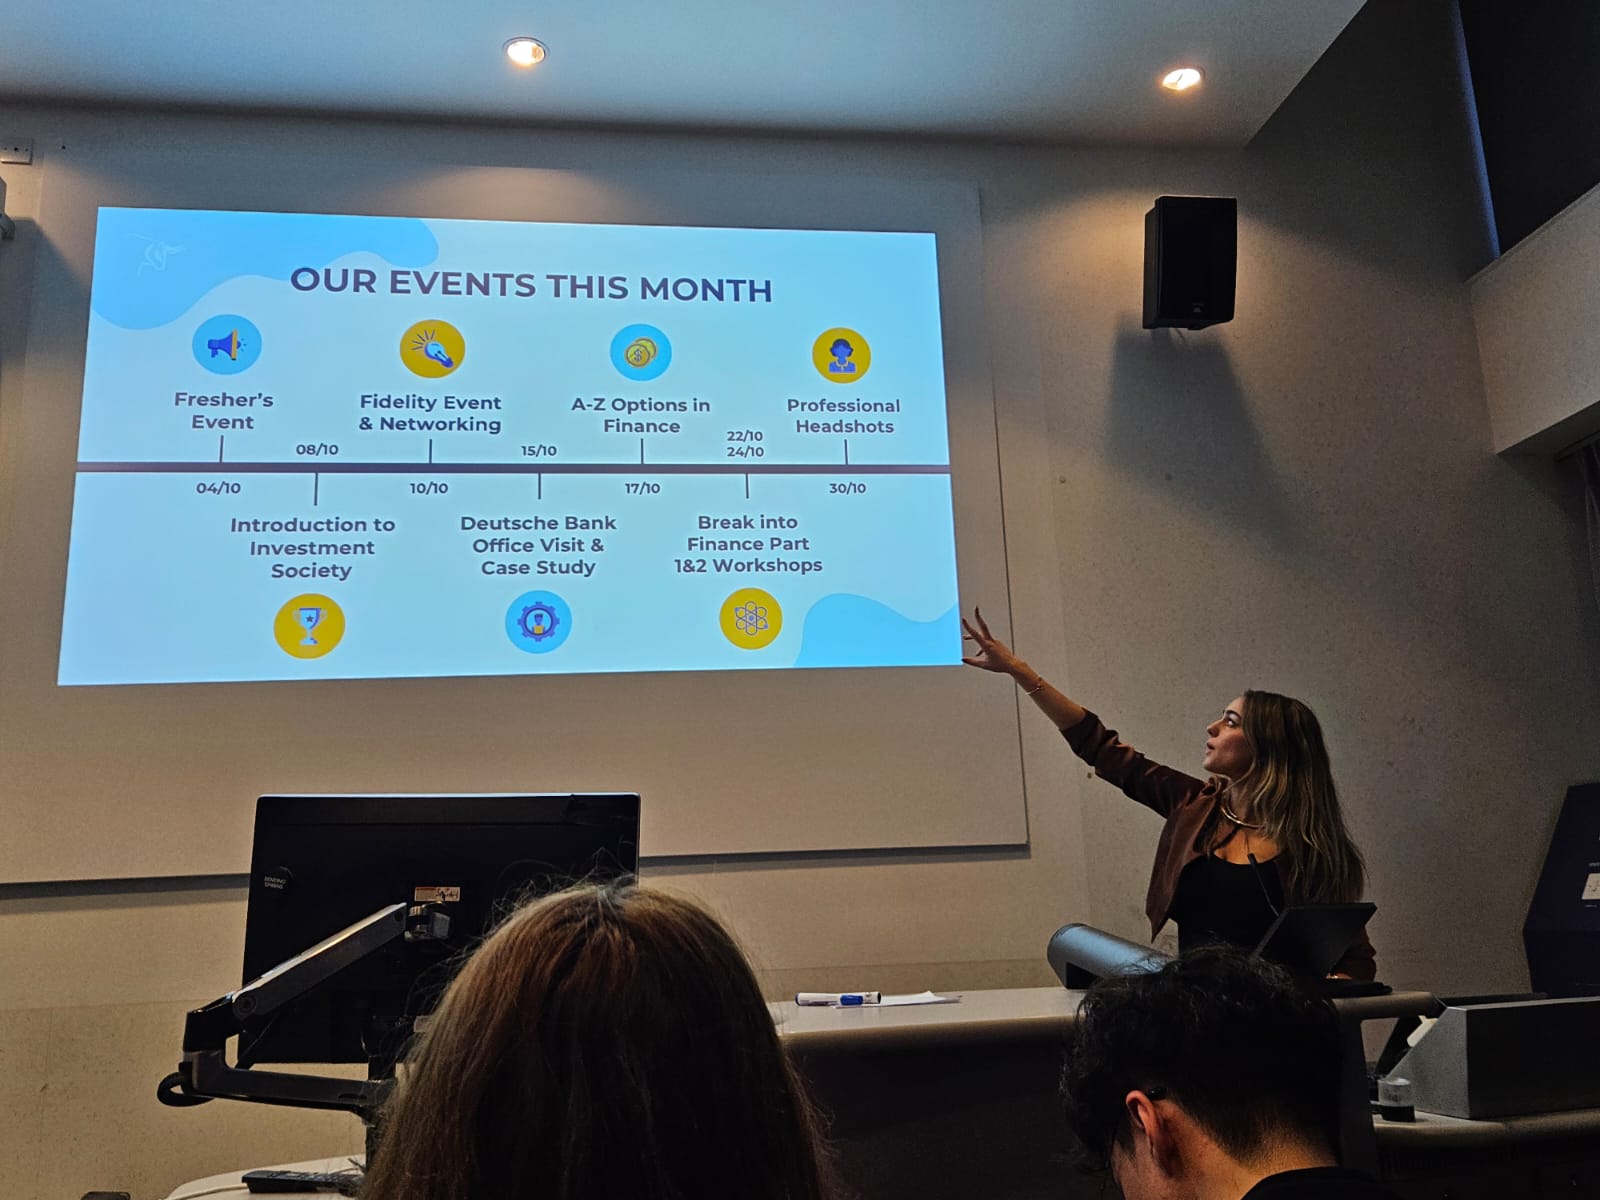 OUR EVENTS THIS MONTH
Fresher's
Event
04/10
08/10
Introduction to
Investment
Society
Fidelity Event
& Networking
10/10
15/10
Deutsche Bank
Office Visit &
Case Study
A-Z Options in
Finance
17/10
22/10
24/10
Break into
Finance Part
1&2 Workshops
Professional
Headshots
30/10